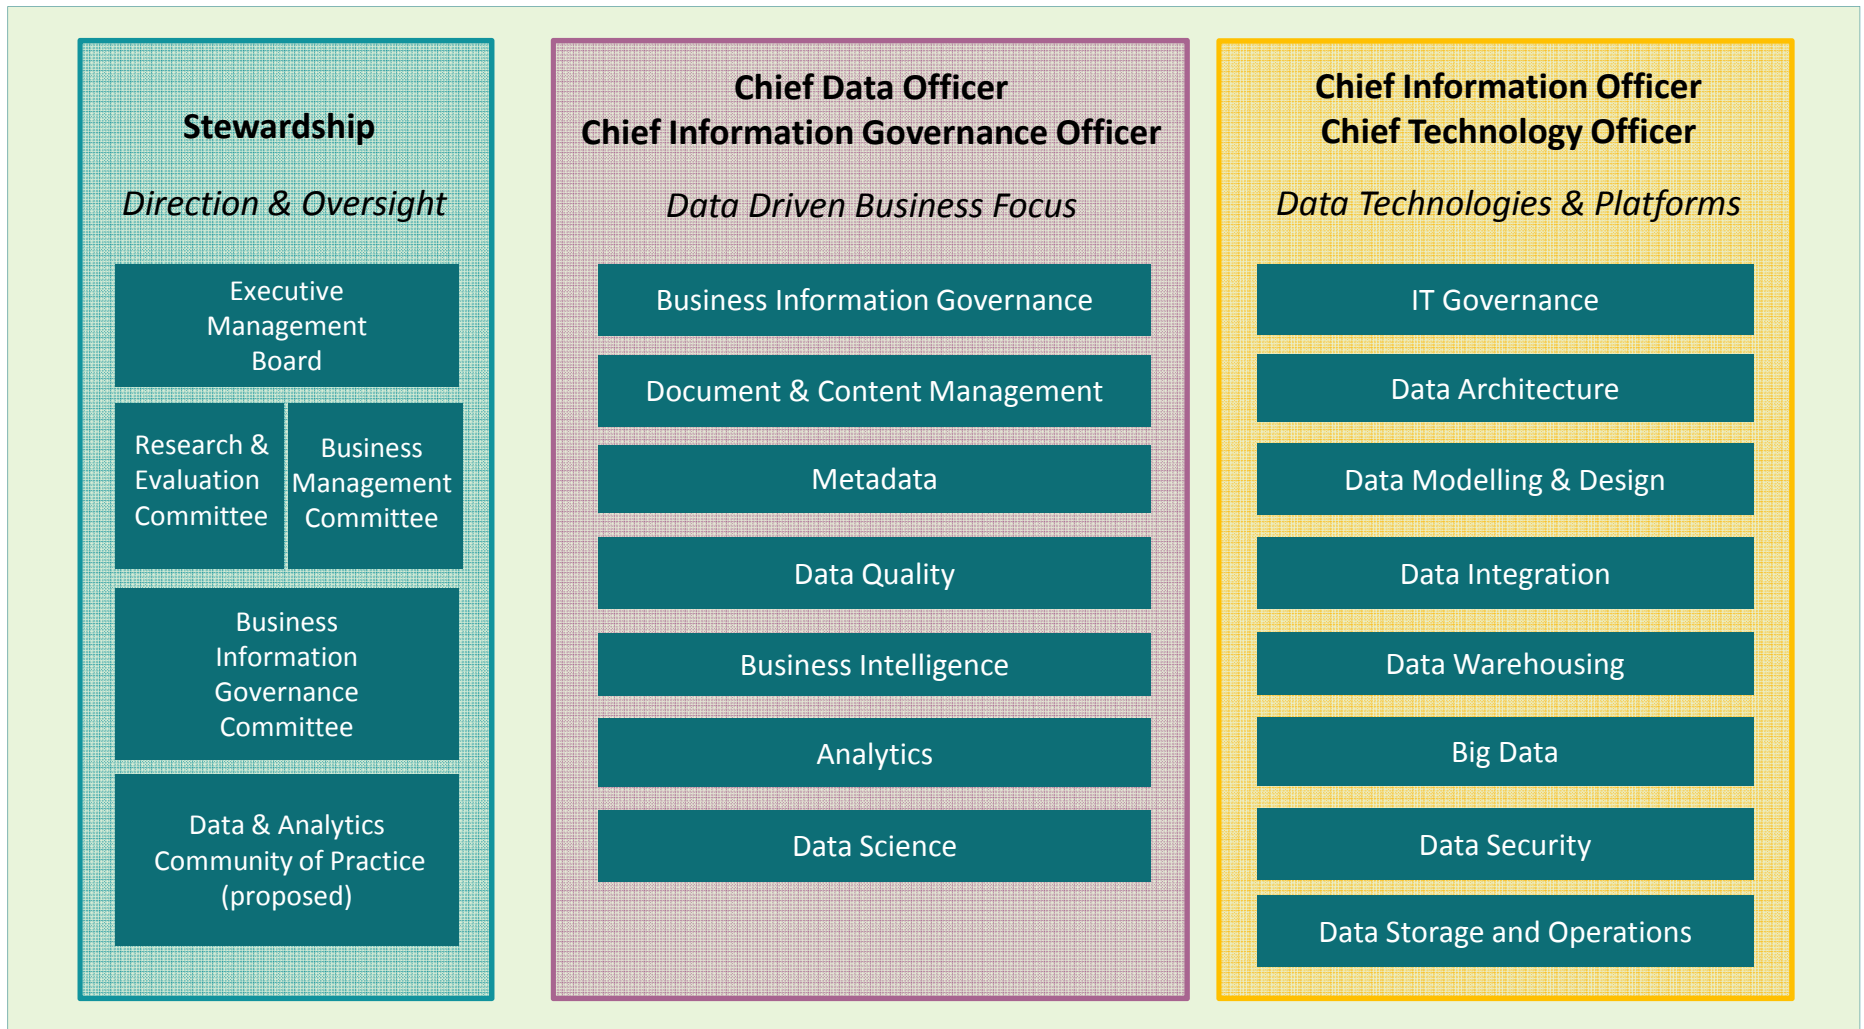 Stewardship
Direction & Oversight
Executive
Management
Board
Research &
Evaluation
Committee
Business
Management
Committee
Business
Information
Governance
Committee
Data & Analytics
Community of Practice
(proposed)
Chief Data Officer
Chief Information Governance Officer
Data Driven Business Focus
Business Information Governance
Document & Content Management
Metadata
Data Quality
Business Intelligence
Analytics
Data Science
Chief Information Officer
Chief Technology Officer
Data Technologies & Platforms
IT Governance
Data Architecture
Data Modelling & Design
Data Integration
Data Warehousing
Big Data
Data Security
Data Storage and Operations